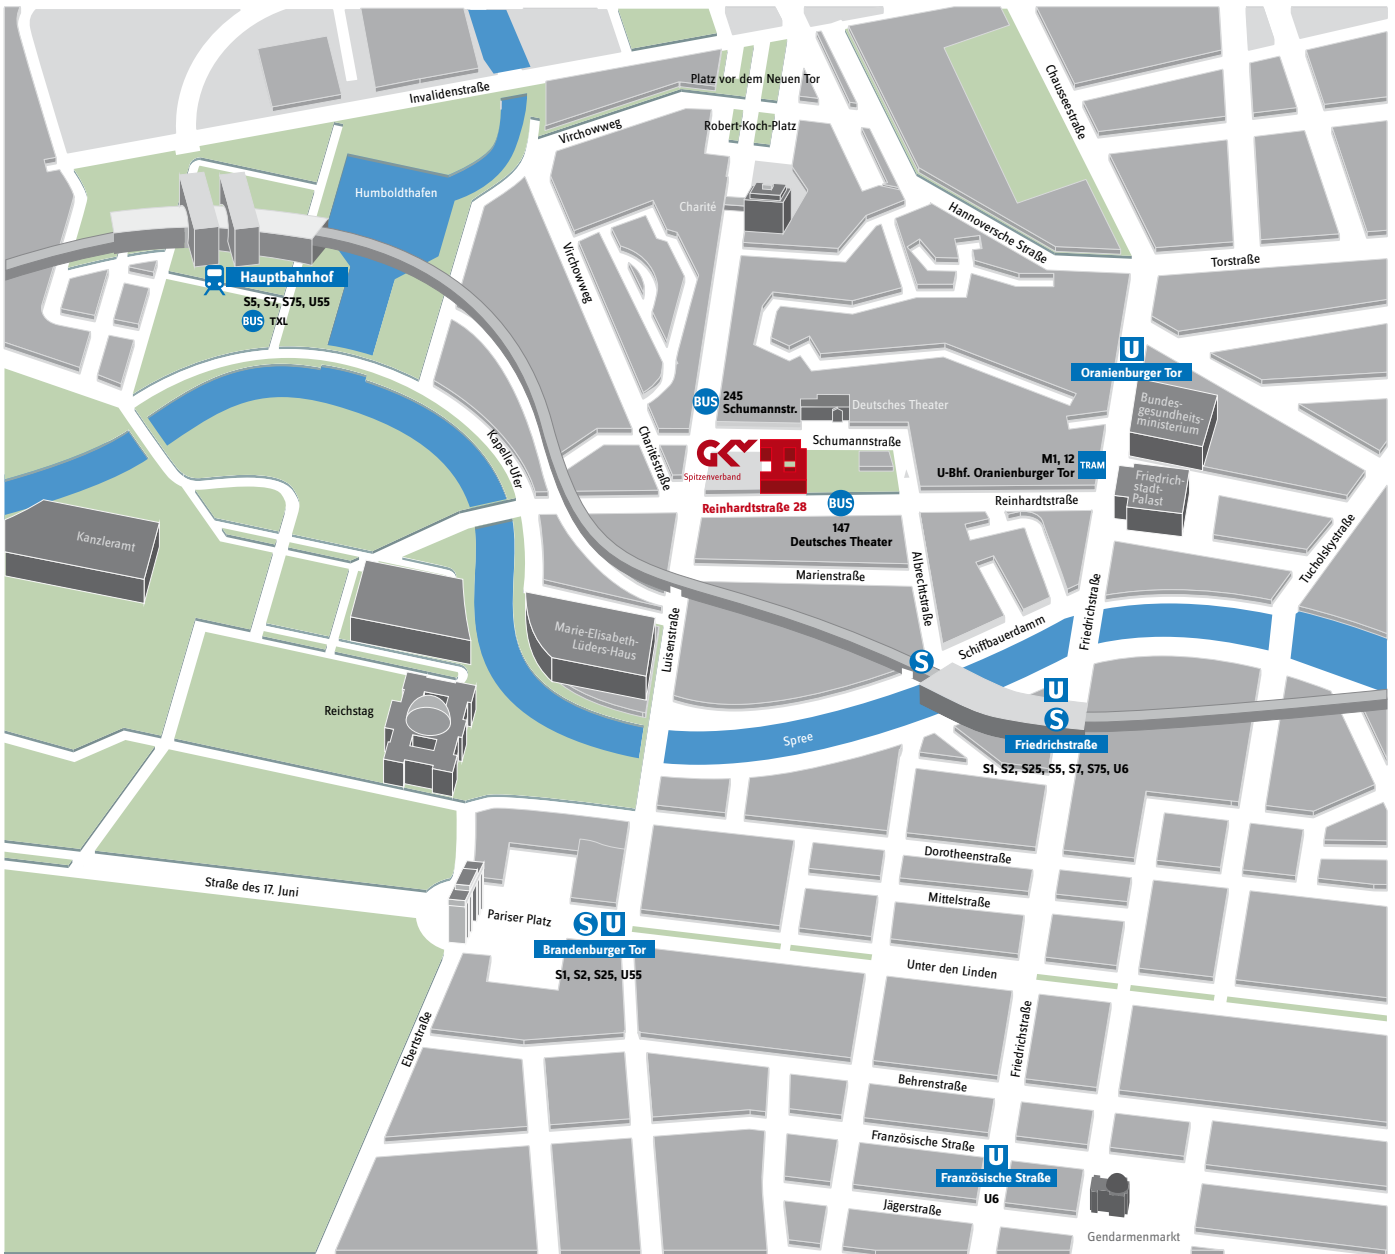 Invalidenstraße
Platz vor dem Neuen Tor
Chausseestraße
Virchowweg
Robert-Koch-Platz
Humboldthafen
Charité
Hannoversche Straße
Virchowweg
Torstraße
Hauptbahnhof
S5, S7, S75, U55
BUS TXL
U
Oranienburger Tor
BUS 245
Schumannstr.
Deutsches Theater
Bundes-
gesundheits-
ministerium
Kapelle-Ufer
Charitéstraße
GKV
Spitzenverband
Schumannstraße
M1, 12
U-Bhf. Oranienburger Tor
TRAM
Friedrich-
stadt-
Palast
Reinhardtstraße 28
BUS
147
Deutsches Theater
Reinhardtstraße
Tucholskystraße
Kanzleramt
Marienstraße
Albrechtstraße
Friedrichstraße
Marie-Elisabeth-
Lüders-Haus
Luisenstraße
Schiffbauerdamm
S
Reichstag
Spree
U
S
Friedrichstraße
S1, S2, S25, S5, S7, S75, U6
Dorotheenstraße
Straße des 17. Juni
Mittelstraße
Pariser Platz
S U
Brandenburger Tor
S1, S2, S25, U55
Unter den Linden
Ebertstraße
Friedrichstraße
Behrenstraße
Französische Straße
U
Französische Straße
U6
Jägerstraße
Gendarmenmarkt